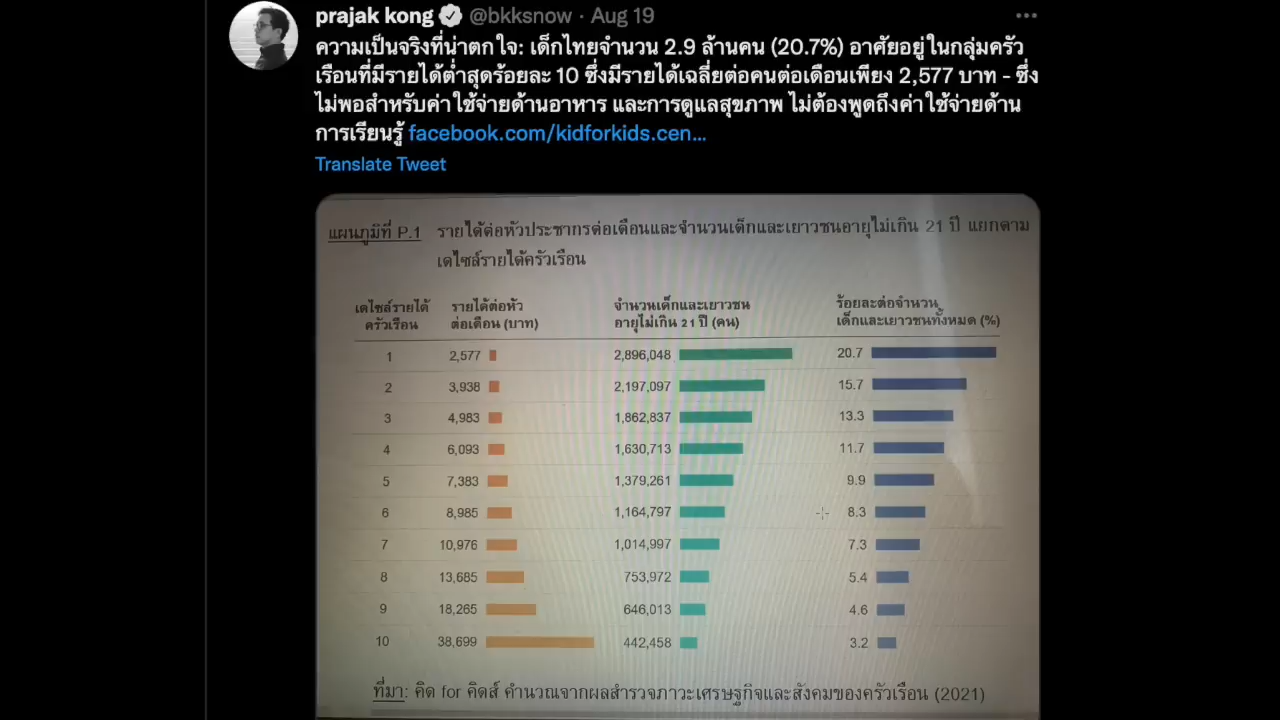 prajak kong @bkksnow · Aug 19
ความเป็นจริงที่น่าตกใจ: เด็กไทยจำนวน 2.9 ล้านคน (20.7%) อาศัยอยู่ในกลุ่มครัว
เรือนที่มีรายได้ต่ำสุดร้อยละ 10 ซึ่งมีรายได้เฉลี่ยต่อคนต่อเดือนเพียง 2,577 บาท - ซึ่ง
ไม่พอสำหรับค่าใช้จ่ายด้านอาหาร และการดูแลสุขภาพ ไม่ต้องพูดถึงค่าใช้จ่ายด้าน
การเรียนรู้ facebook.com/kidforkids.cen...
Translate Tweet
แผนภูมิที่ P.1 รายได้ต่อหัวประชากรต่อเดือนและจำนวนเด็กและเยาวชนอายุไม่เกิน 21 ปี แยกตาม
เดไซล์รายได้ครัวเรือน
เดไซล์รายได้ รายได้ต่อหัว จำนวนเด็กและเยาวชน ร้อยละต่อจำนวน
ครัวเรือน ต่อเดือน (บาท) อายุไม่เกิน 21 ปี (คน) เด็กและเยาวชนทั้งหมด (%)
1 2,577 2,896,048 20.7
2 3,938 2,197,097 15.7
3 4,983 1,862,837 13.3
4 6,093 1,630,713 11.7
5 7,383 1,379,261 9.9
6 8,985 1,164,797 8.3
7 10,976 1,014,997 7.3
8 13,685 753,972 5.4
9 18,265 646,013 4.6
10 38,699 442,458 3.2
ที่มา: คิด for คิดส์ คำนวณจากผลสำรวจภาวะเศรษฐกิจและสังคมของครัวเรือน (2021)